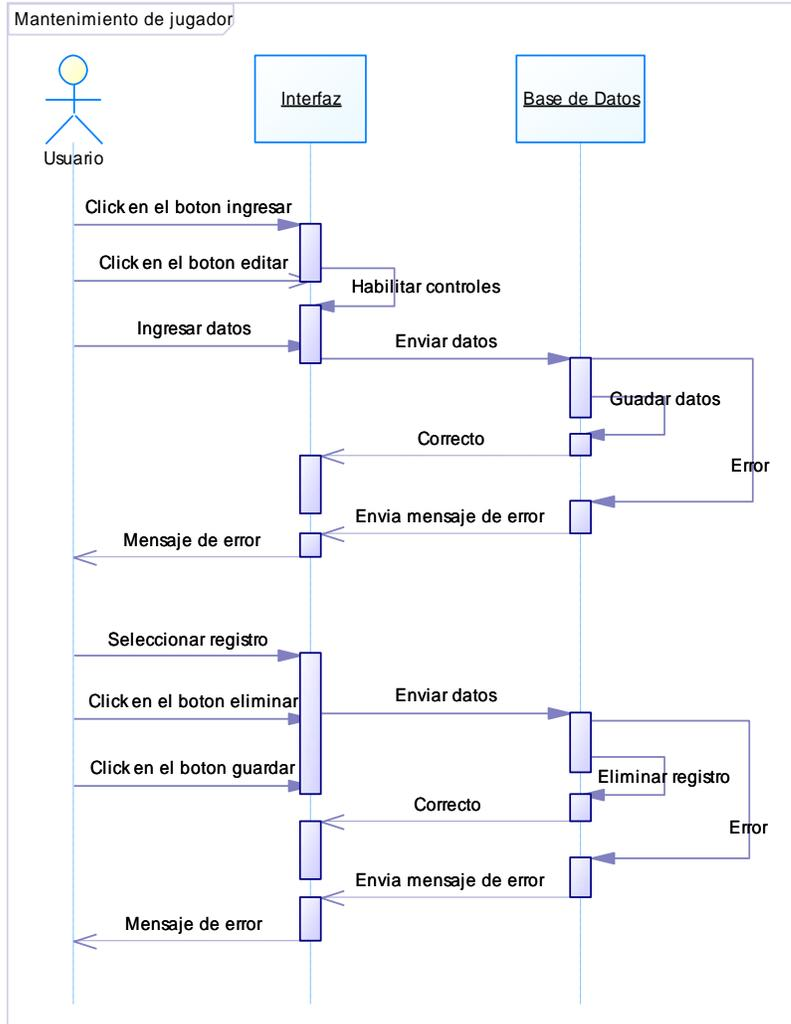 Mantenimiento de jugador
Usuario
Interfaz
Base de Datos
Click en el boton ingresar
Click en el boton editar
Habilitar controles
Ingresar datos
Enviar datos
Guadar datos
Correcto
Error
Envia mensaje de error
Mensaje de error
Seleccionar registro
Click en el boton eliminar
Enviar datos
Click en el boton guardar
Eliminar registro
Correcto
Error
Envia mensaje de error
Mensaje de error